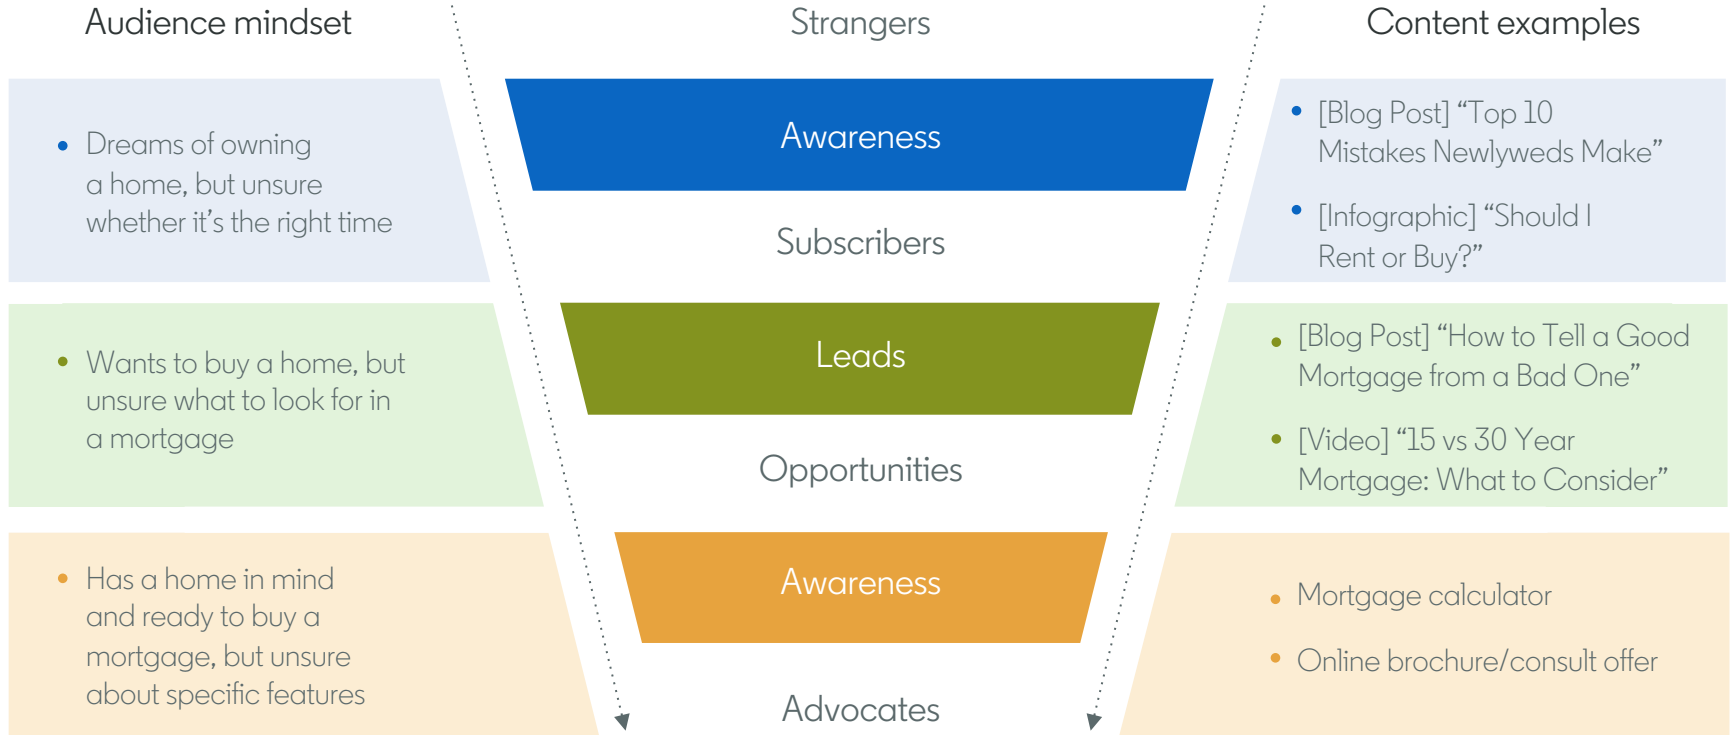 Audience mindset
Strangers
Content examples
• Dreams of owning
a home, but unsure
whether it's the right time
Awareness
• [Blog Post] “Top 10
Mistakes Newlyweds Make”
• [Infographic] “Should I
Rent or Buy?”
Subscribers
• Wants to buy a home, but
unsure what to look for in
a mortgage
Leads
• [Blog Post] “How to Tell a Good
Mortgage from a Bad One”
• [Video] “15 vs 30 Year
Mortgage: What to Consider”
Opportunities
• Has a home in mind
and ready to buy a
mortgage, but unsure
about specific features
Awareness
• Mortgage calculator
• Online brochure/consult offer
Advocates